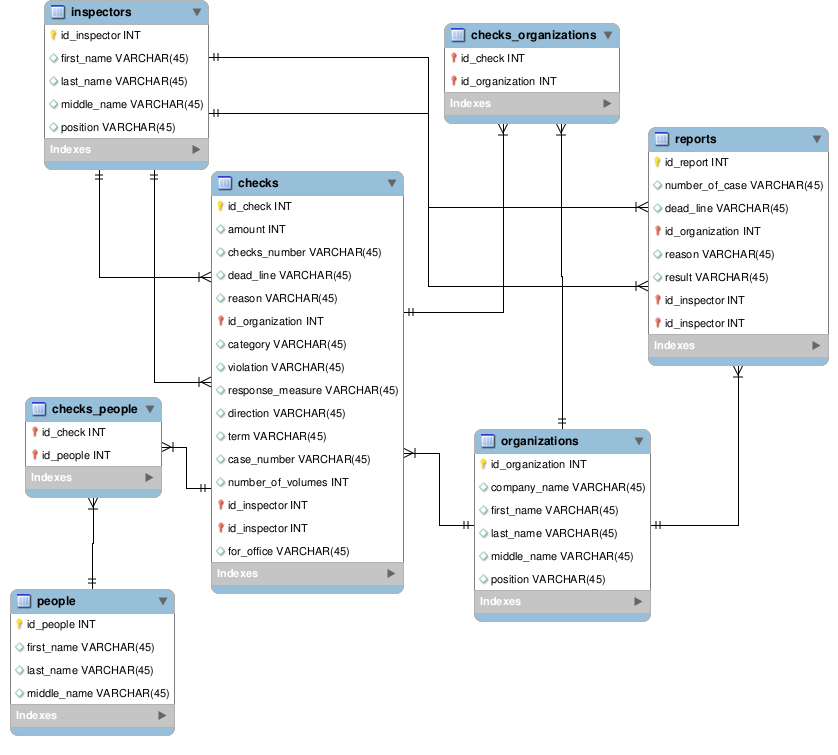 inspectors
id_inspector INT
first_name VARCHAR(45)
last_name VARCHAR(45)
middle_name VARCHAR(45)
position VARCHAR(45)
Indexes
checks_organizations
id_check INT
id_organization INT
Indexes
reports
id_report INT
number_of_case VARCHAR(45)
dead_line VARCHAR(45)
id_organization INT
reason VARCHAR(45)
result VARCHAR(45)
id_inspector INT
id_inspector INT
Indexes
checks
id_check INT
amount INT
checks_number VARCHAR(45)
dead_line VARCHAR(45)
reason VARCHAR(45)
id_organization INT
category VARCHAR(45)
violation VARCHAR(45)
response_measure VARCHAR(45)
direction VARCHAR(45)
term VARCHAR(45)
case_number VARCHAR(45)
number_of_volumes INT
id_inspector INT
id_inspector INT
for_office VARCHAR(45)
Indexes
checks_people
id_check INT
id_people INT
Indexes
organizations
id_organization INT
company_name VARCHAR(45)
first_name VARCHAR(45)
last_name VARCHAR(45)
middle_name VARCHAR(45)
position VARCHAR(45)
Indexes
people
id_people INT
first_name VARCHAR(45)
last_name VARCHAR(45)
middle_name VARCHAR(45)
Indexes